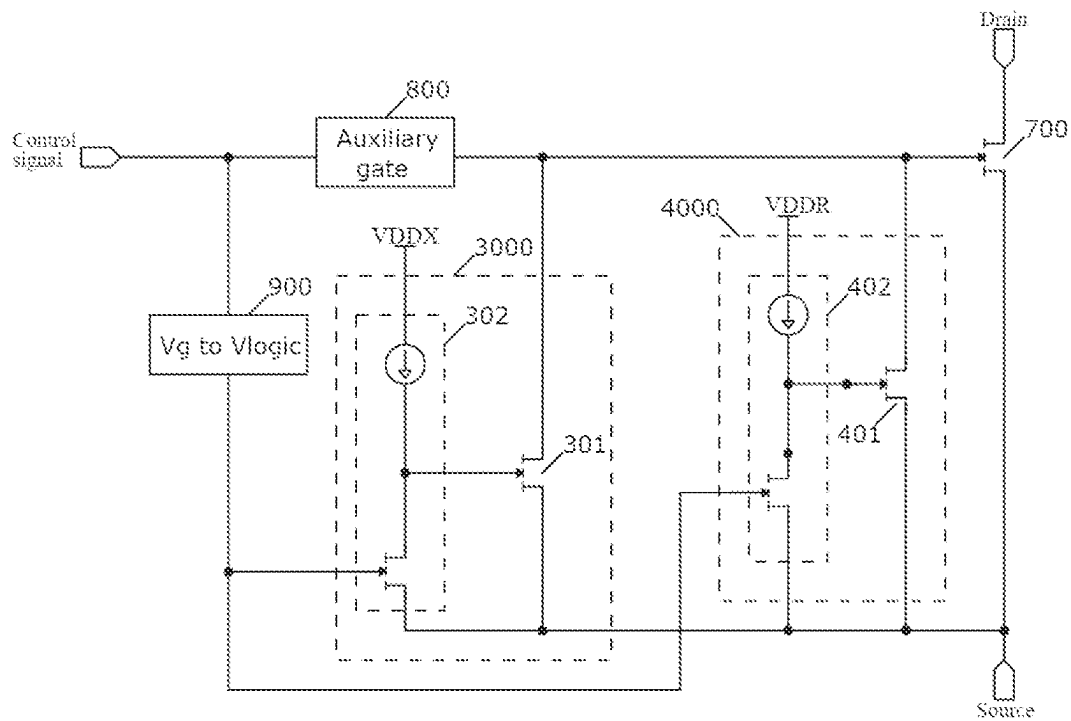 Drain
800
Control
signal
Auxiliary
gate
700
VDDX
3000
4000
VDDR
900
302
402
Vg to Vlogic
301
401
Source